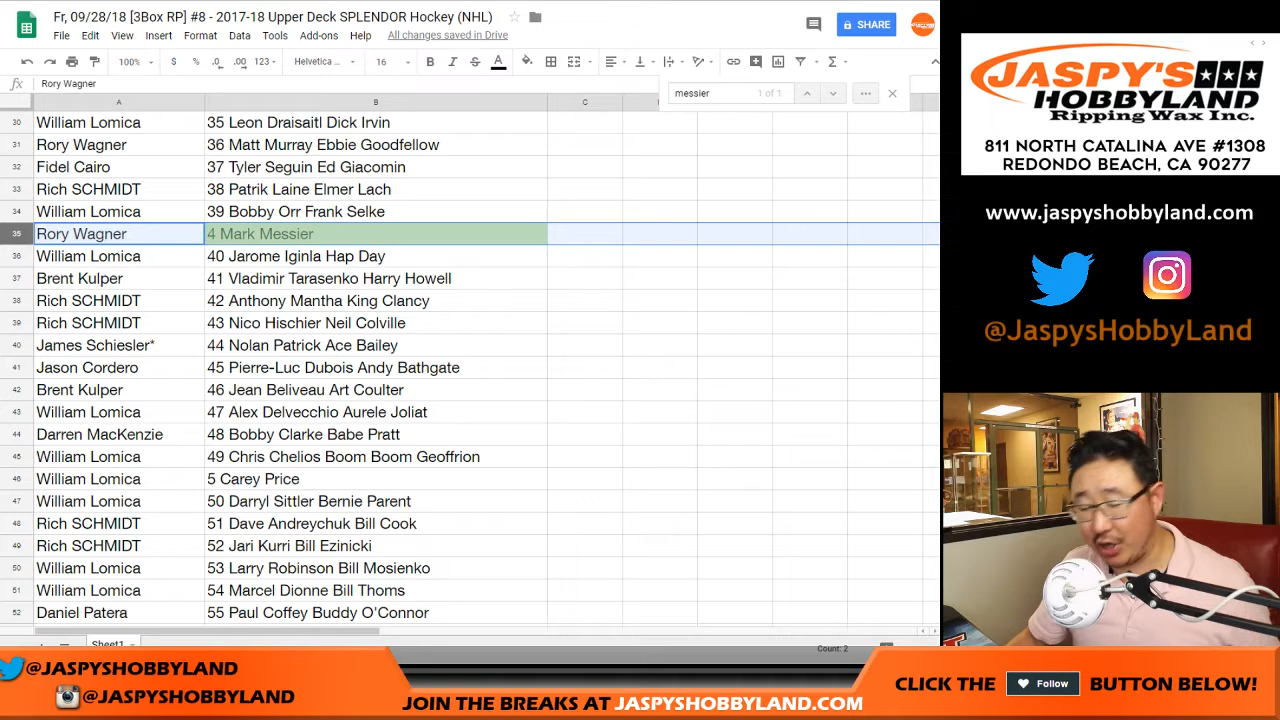 Fr, 09/28/18 [3Box RP] #8 - 2017-18 Upper Deck SPLENDOR Hockey (NHL)
File Edit View Insert Format Data Tools Add-ons Help All changes saved in Drive
SHARE
100% $ % .0 .00 123 Helvetica ... 16 B I S A
fx Rory Wagner
messier 1 of 1
A B C
30 William Lomica 35 Leon Draisaitl Dick Irvin
31 Rory Wagner 36 Matt Murray Ebbie Goodfellow
32 Fidel Cairo 37 Tyler Seguin Ed Giacomin
33 Rich SCHMIDT 38 Patrik Laine Elmer Lach
34 William Lomica 39 Bobby Orr Frank Selke
35 Rory Wagner 4 Mark Messier
36 William Lomica 40 Jarome Iginla Hap Day
37 Brent Kulper 41 Vladimir Tarasenko Harry Howell
38 Rich SCHMIDT 42 Anthony Mantha King Clancy
39 Rich SCHMIDT 43 Nico Hischier Neil Colville
40 James Schiesler* 44 Nolan Patrick Ace Bailey
41 Jason Cordero 45 Pierre-Luc Dubois Andy Bathgate
42 Brent Kulper 46 Jean Beliveau Art Coulter
43 William Lomica 47 Alex Delvecchio Aurele Joliat
44 Darren MacKenzie 48 Bobby Clarke Babe Pratt
45 William Lomica 49 Chris Chelios Boom Boom Geoffrion
46 William Lomica 5 Carey Price
47 William Lomica 50 Darryl Sittler Bernie Parent
48 Rich SCHMIDT 51 Dave Andreychuk Bill Cook
49 Rich SCHMIDT 52 Jari Kurri Bill Ezinicki
50 William Lomica 53 Larry Robinson Bill Mosienko
51 William Lomica 54 Marcel Dionne Bill Thoms
52 Daniel Patera 55 Paul Coffey Buddy O'Connor
Sheet1
Count: 2
JASPY'S
HOBBYLAND
Ripping Wax Inc.
811 NORTH CATALINA AVE #1308
REDONDO BEACH, CA 90277
www.jaspyshobbyland.com
@JaspysHobbyLand
@JASPYSHOBBYLAND
@JASPYSHOBBYLAND
JOIN THE BREAKS AT JASPYSHOBBYLAND.COM
CLICK THE Follow BUTTON BELOW!